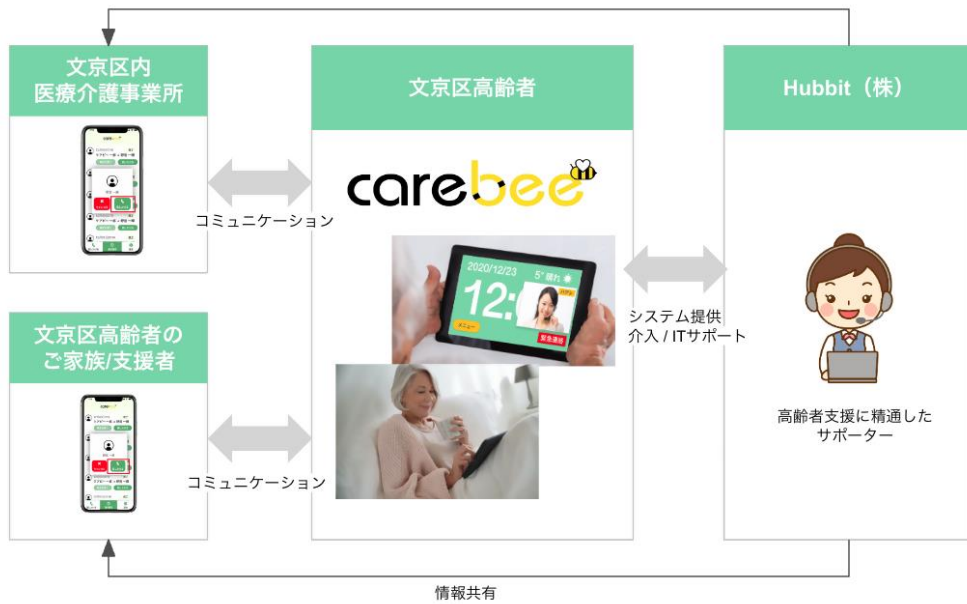 文京区内
医療介護事業所
コミュニケーション
文京区高齢者の
ご家族/支援者
コミュニケーション
文京区高齢者
carebee
2020/12/23
5° 晴れ
12:
メニュー
緊急連絡
システム提供
介入 / ITサポート
Hubbit（株）
高齢者支援に精通した
サポーター
情報共有